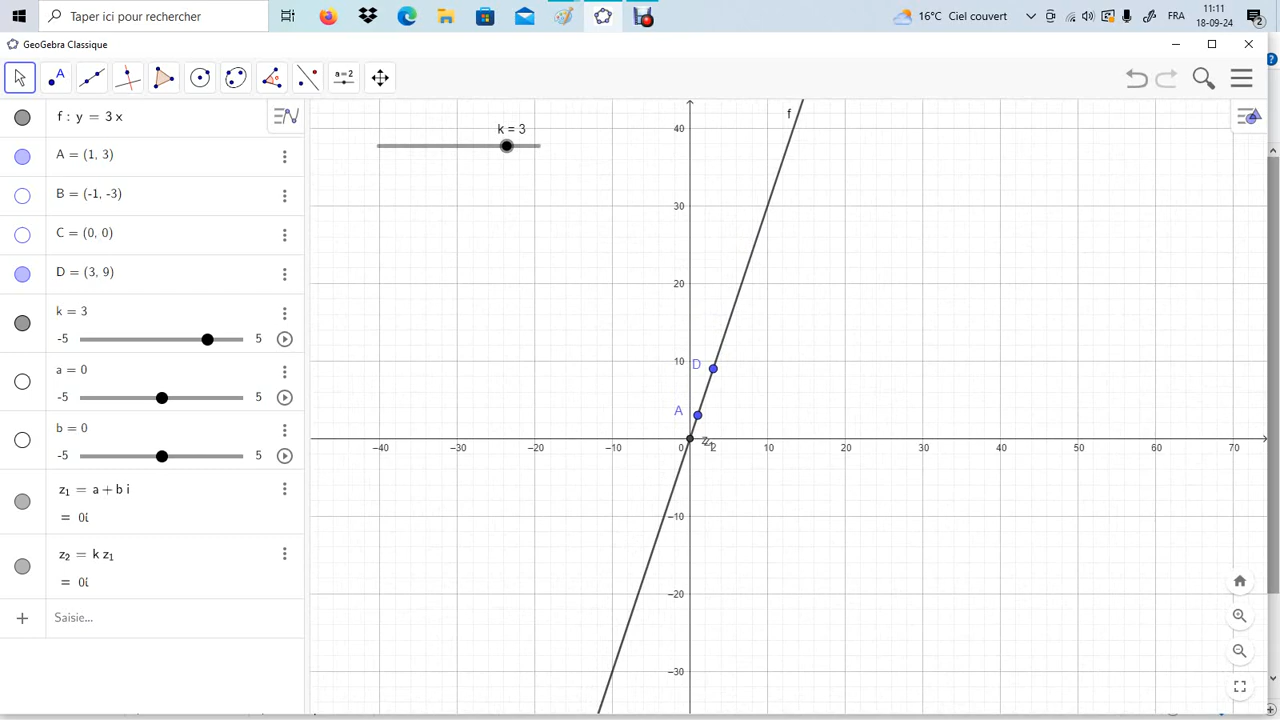 Taper ici pour rechercher
16°C Ciel couvert
FRA
11:11
18-09-24
2
GeoGebra Classique
A
a=2
f : y = 3 x
A = (1, 3)
B = (-1, -3)
C = (0, 0)
D = (3, 9)
k = 3
-5 5
a = 0
-5 5
b = 0
-5 5
z₁ = a + b i
= 0i
z₂ = k z₁
= 0i
Saisie...
k = 3
f
D
A
40
30
20
10
−40 −30 −20 −10 0 10 20 30 40 50 60 70
−10
−20
−30